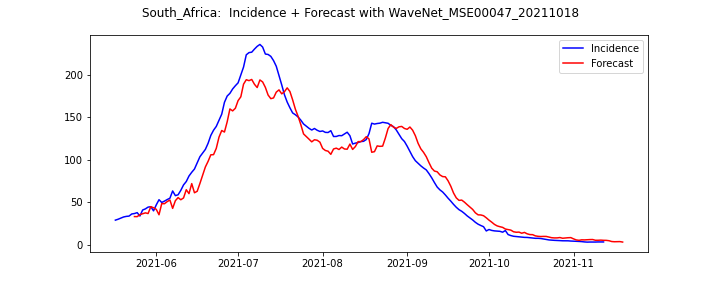 South_Africa:  Incidence + Forecast with WaveNet_MSE00047_20211018
Incidence
Forecast
200
150
100
50
0
2021-06 2021-07 2021-08 2021-09 2021-10 2021-11